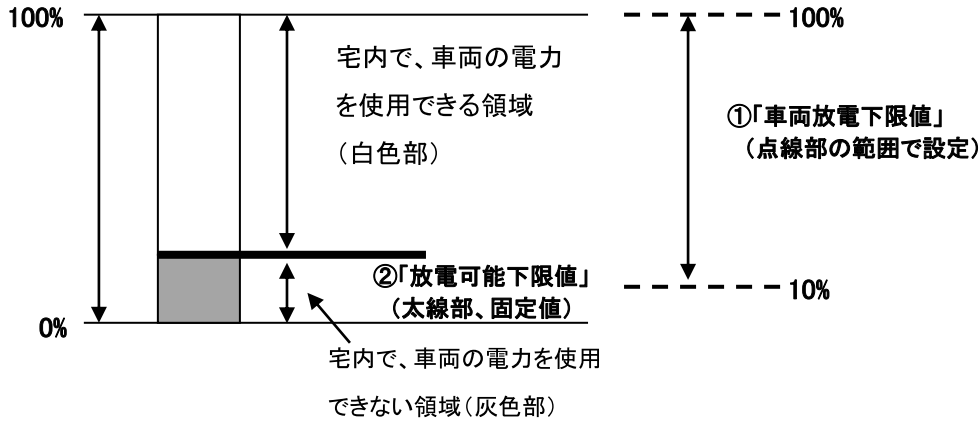 100%
宅内で、車両の電力
を使用できる領域
（白色部）
②「放電可能下限値」
（太線部、固定値）
0%
宅内で、車両の電力を使用
できない領域（灰色部）
100%
①「車両放電下限値」
（点線部の範囲で設定）
10%